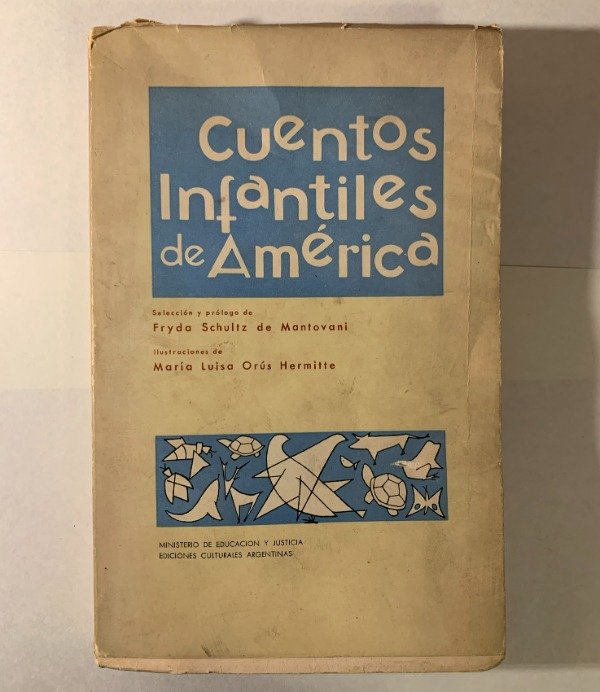 Cuentos
Infantiles
de América
Selección y prólogo de
Fryda Schultz de Mantovani
Ilustraciones de
María Luisa Orús Hermitte
MINISTERIO DE EDUCACION Y JUSTICIA
EDICIONES CULTURALES ARGENTINAS